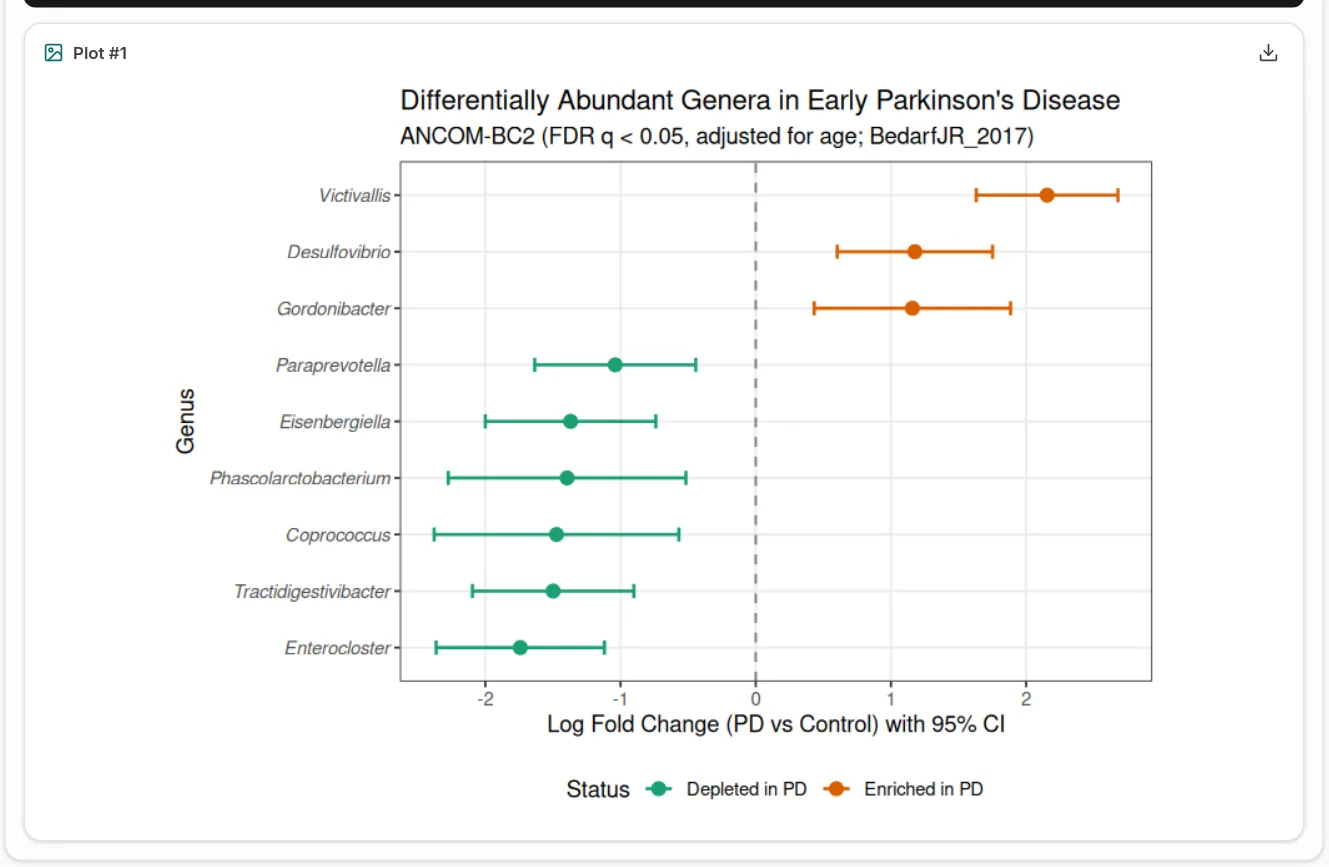 Plot #1
Differentially Abundant Genera in Early Parkinson's Disease
ANCOM-BC2 (FDR q < 0.05, adjusted for age; BedarfJR_2017)
Genus
Victivallis
Desulfovibrio
Gordonibacter
Paraprevotella
Eisenbergiella
Phascolarctobacterium
Coprococcus
Tractidigestivibacter
Enterocloster
-2 -1 0 1 2
Log Fold Change (PD vs Control) with 95% CI
Status Depleted in PD Enriched in PD